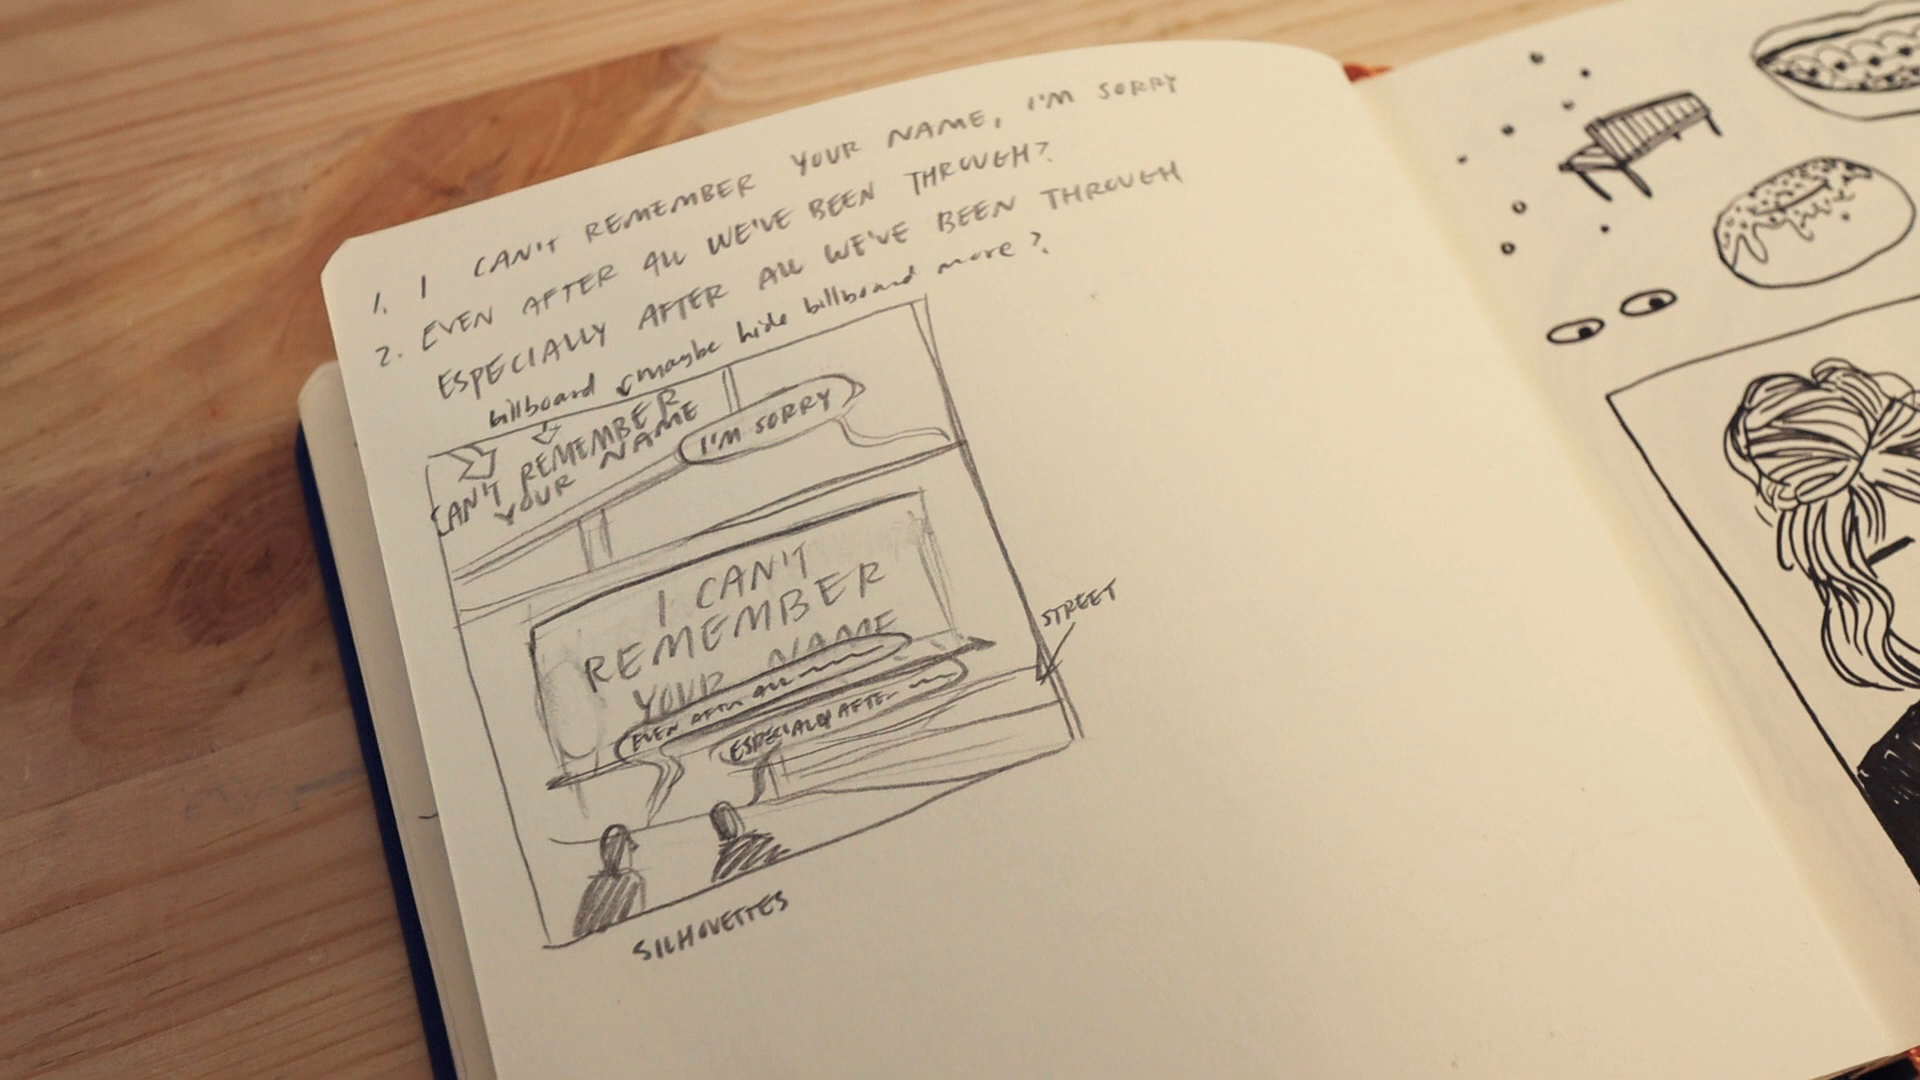 1. I CAN'T REMEMBER YOUR NAME, I'M SORRY
2. EVEN AFTER ALL WE'VE BEEN THROUGH?
ESPECIALLY AFTER ALL WE'VE BEEN THROUGH
billboard maybe hide billboard more?
CAN'T REMEMBER
YOUR NAME
I'M SORRY
I CAN'T
REMEMBER
YOUR NAME
EVEN AFTER ALL
ESPECIALLY AFTER
STREET
SILHOUETTES